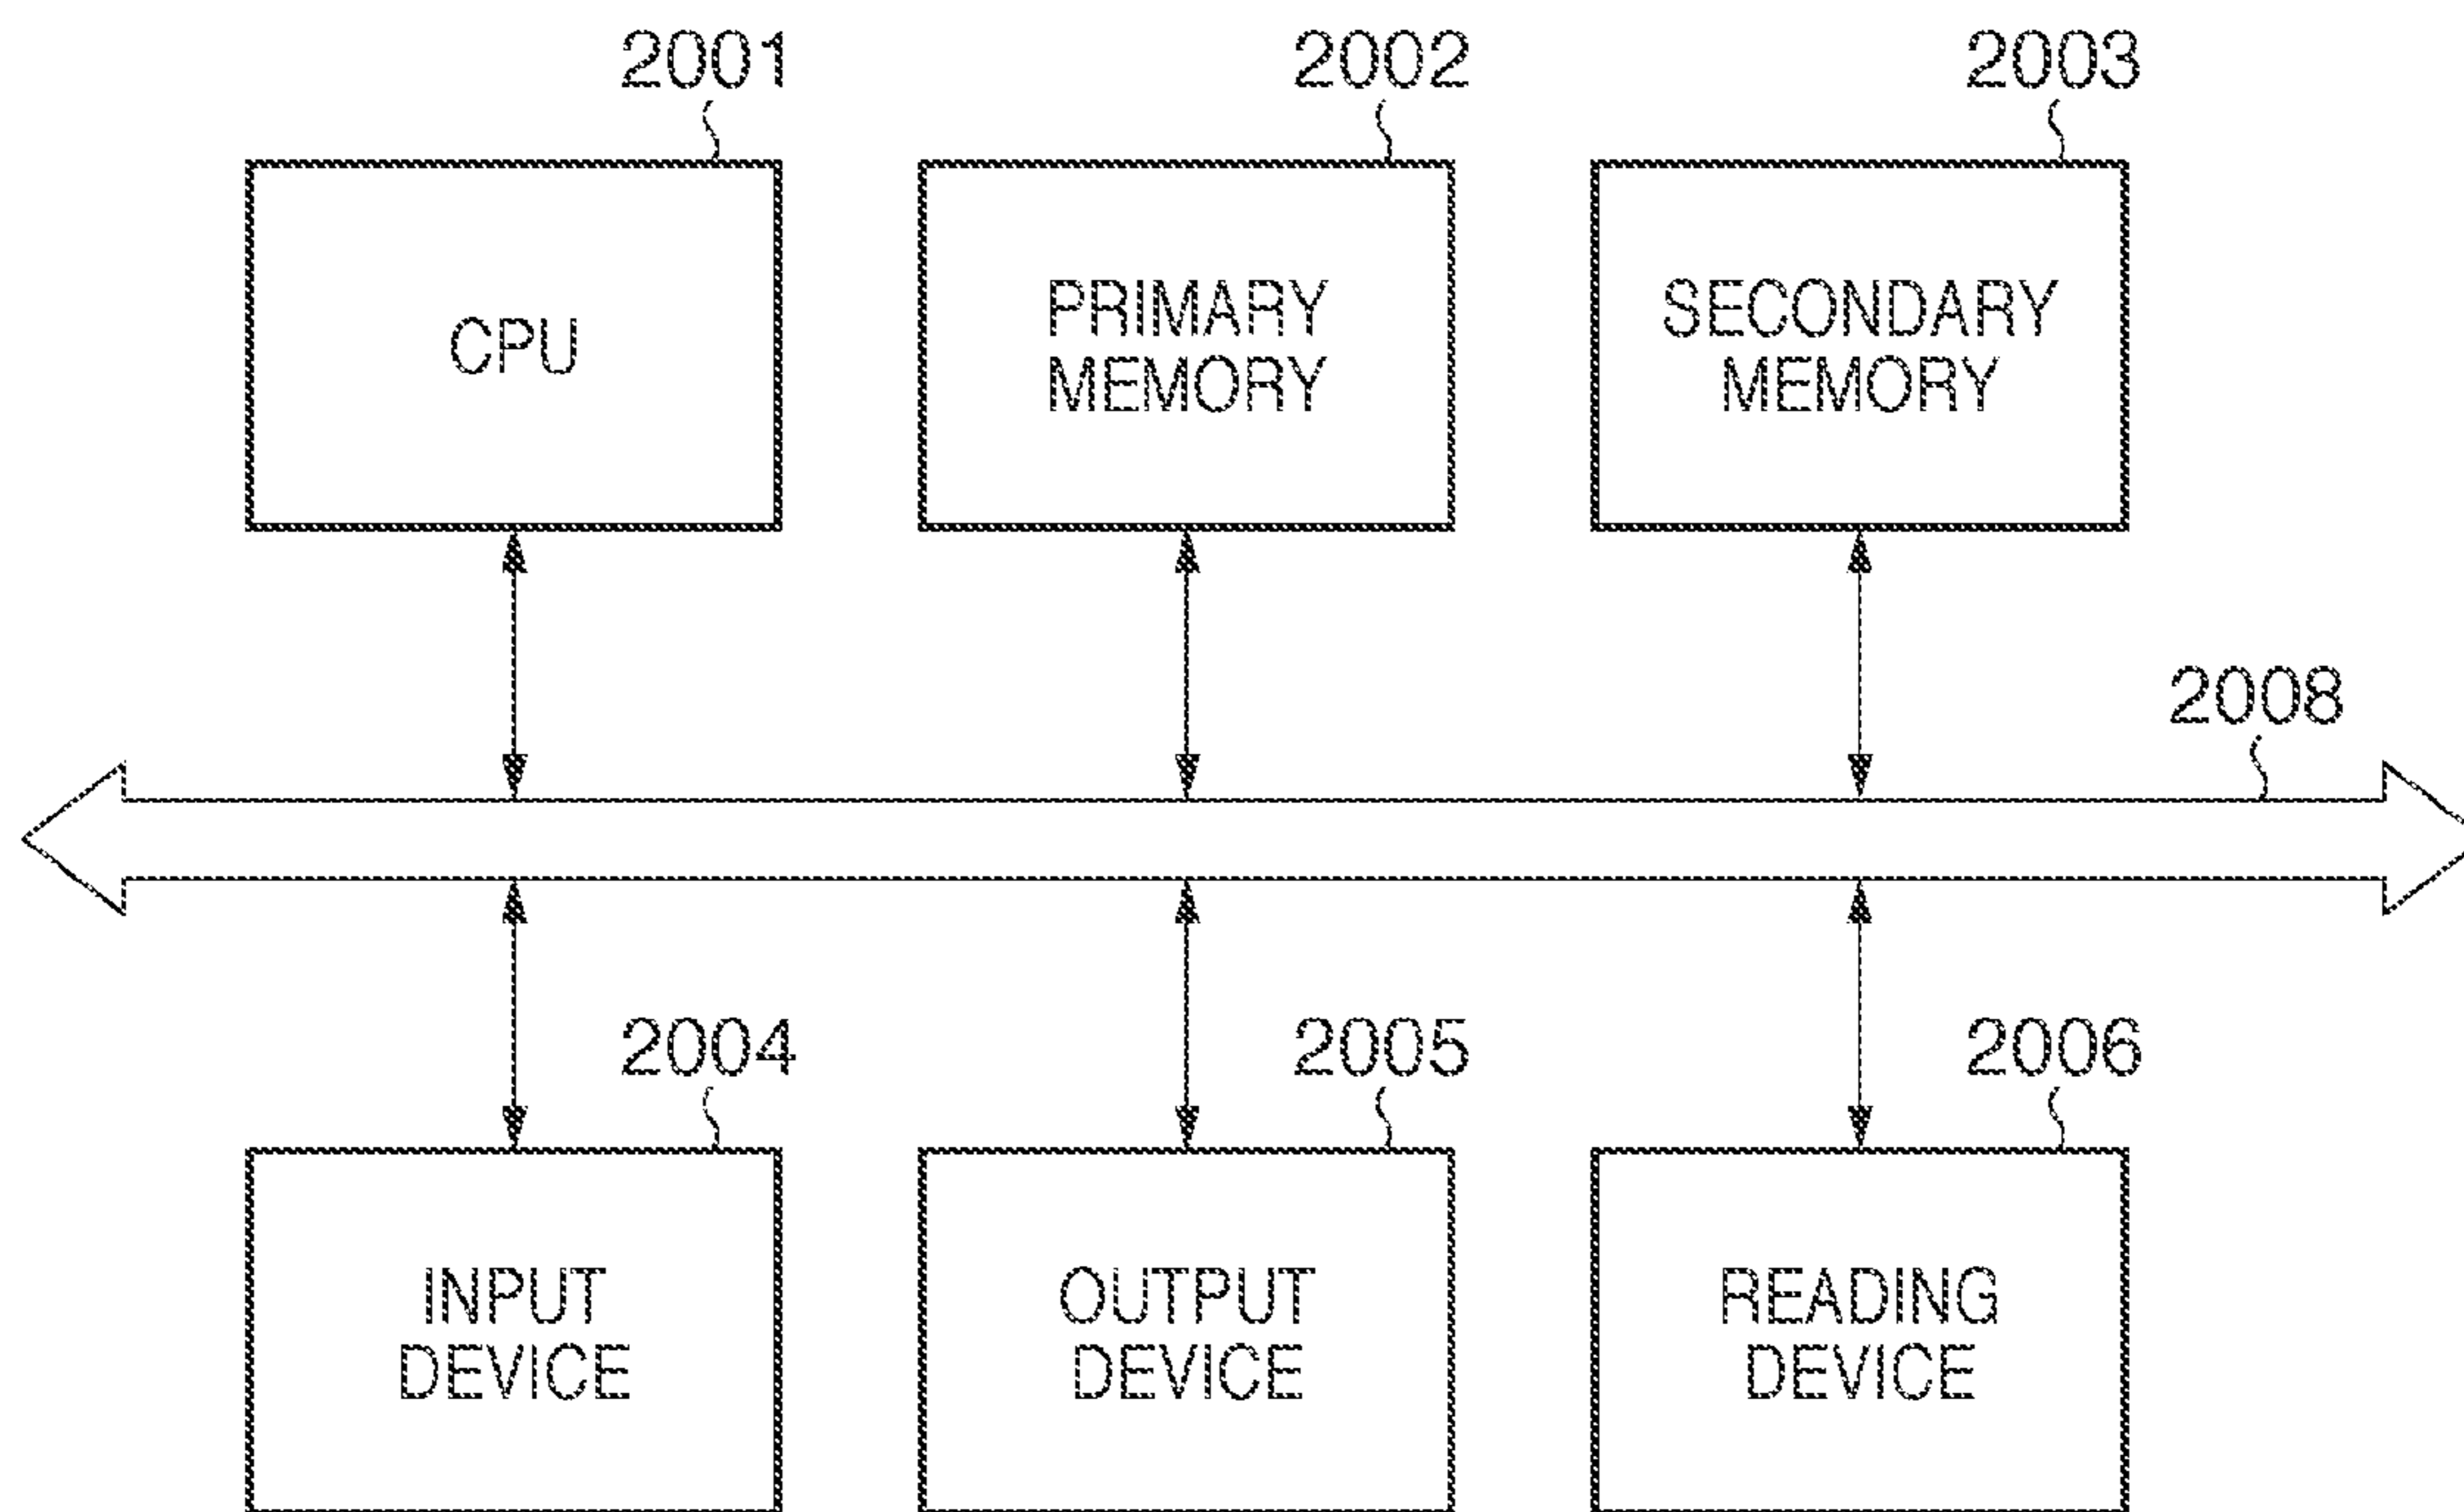 2001
2002
2003
CPU
PRIMARY
MEMORY
SECONDARY
MEMORY
2008
2004
2005
2006
INPUT
DEVICE
OUTPUT
DEVICE
READING
DEVICE